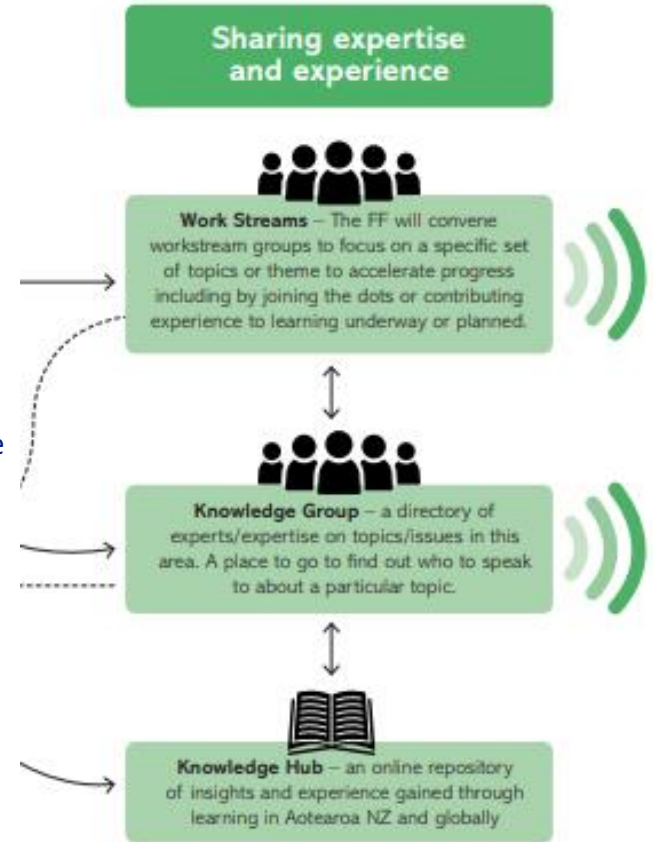 Sharing expertise
and experience
Work Streams – The FF will convene
workstream groups to focus on a specific set
of topics or theme to accelerate progress
including by joining the dots or contributing
experience to learning underway or planned.
e
Knowledge Group – a directory of
experts/expertise on topics/issues in this
area. A place to go to find out who to speak
to about a particular topic.
Knowledge Hub – an online repository
of insights and experience gained through
learning in Aotearoa NZ and globally